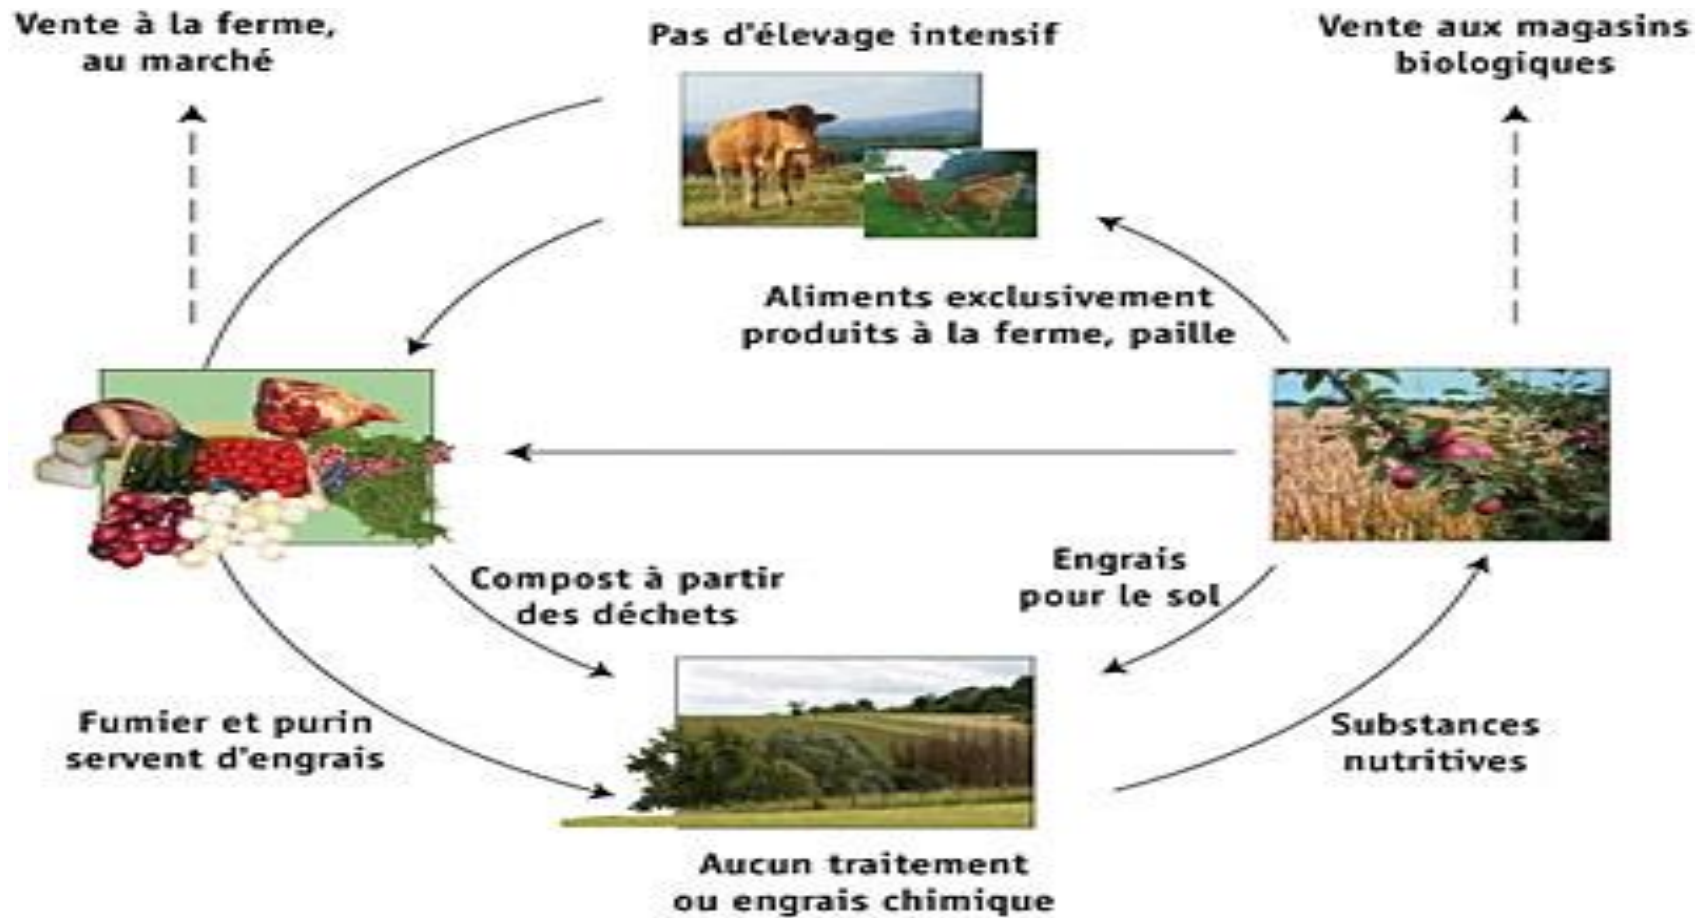 Vente à la ferme,
au marché
Pas d'élevage intensif
Vente aux magasins
biologiques
Aliments exclusivement
produits à la ferme, paille
Compost à partir
des déchets
Engrais
pour le sol
Fumier et purin
servent d'engrais
Substances
nutritives
Aucun traitement
ou engrais chimique